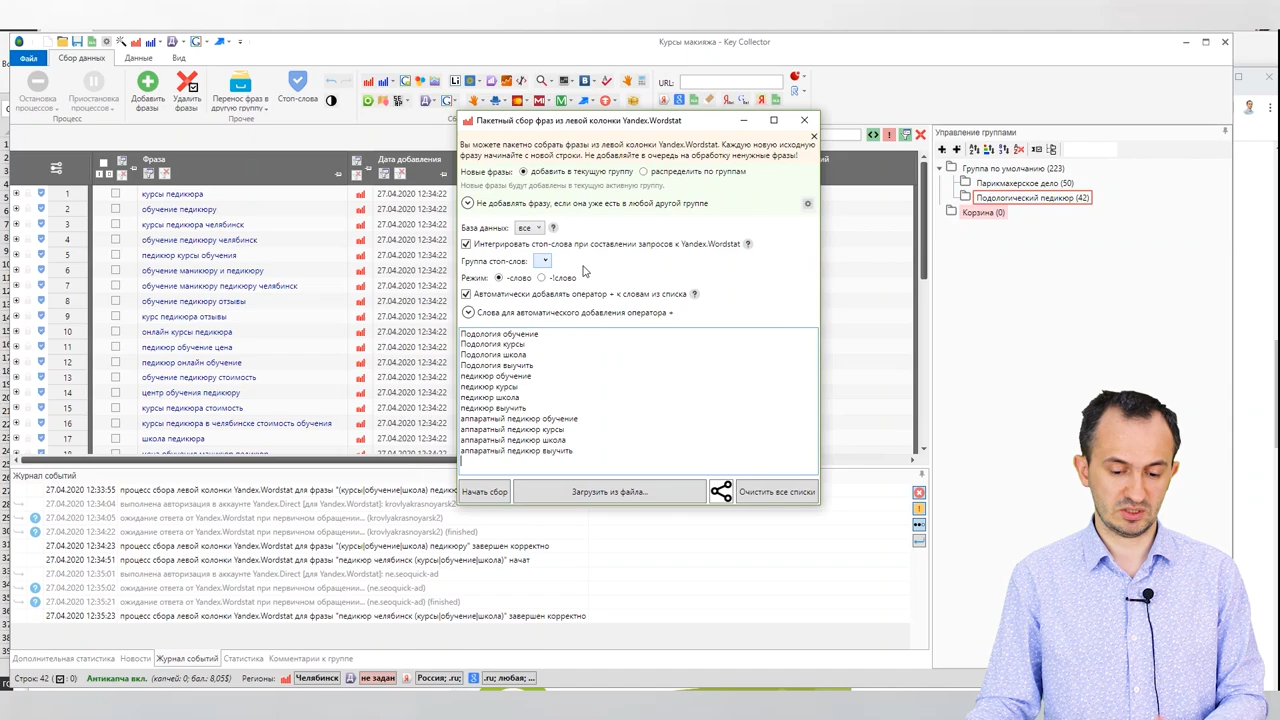 Курсы макияжа - Key Collector
Файл
Сбор данных
Данные
Вид
Остановка процессов
Приостановка процессов
Добавить фразы
Удалить фразы
Перенос фраз в другую группу
Стоп-слова
URL:
Процесс
Прочее
Пакетный сбор фраз из левой колонки Yandex.Wordstat
Вы можете пакетно собрать фразы из левой колонки Yandex.Wordstat. Каждую новую исходную
фразу начинайте с новой строки. Не добавляйте в очередь на обработку ненужные фразы!
Новые фразы: добавить в текущую группу распределить по группам
Новые фразы будут добавлены в текущую активную группу.
Не добавлять фразу, если она уже есть в любой другой группе
База данных: все
Интегрировать стоп-слова при составлении запросов к Yandex.Wordstat
Группа стоп-слов:
Режим: -слово -!слово
Автоматически добавлять оператор + к словам из списка
Слова для автоматического добавления оператора +
Подология обучение
Подология курсы
Подология школа
Подология выучить
педикюр обучение
педикюр курсы
педикюр школа
педикюр выучить
аппаратный педикюр обучение
аппаратный педикюр курсы
аппаратный педикюр школа
аппаратный педикюр выучить
Начать сбор
Загрузить из файла...
Очистить все списки
Управление группами
Группа по умолчанию (223)
Парикмахерское дело (50)
Подологический педикюр (42)
Корзина (0)
Фраза
Дата добавления
1 курсы педикюра 27.04.2020 12:34:22
2 обучение педикюру 27.04.2020 12:34:22
3 курсы педикюра челябинск 27.04.2020 12:34:22
4 обучение педикюру челябинск 27.04.2020 12:34:22
5 педикюр курсы обучения 27.04.2020 12:34:22
6 обучение маникюру и педикюру 27.04.2020 12:34:22
7 обучение маникюру педикюру челябинск 27.04.2020 12:34:22
8 обучение педикюру отзывы 27.04.2020 12:34:22
9 курс педикюра отзывы 27.04.2020 12:34:22
10 онлайн курсы педикюра 27.04.2020 12:34:22
11 педикюр обучение цена 27.04.2020 12:34:22
12 педикюр онлайн обучение 27.04.2020 12:34:22
13 обучение педикюру стоимость 27.04.2020 12:34:22
14 центр обучения педикюру 27.04.2020 12:34:22
15 курсы педикюра стоимость 27.04.2020 12:34:22
16 курсы педикюра в челябинске стоимость обучения 27.04.2020 12:34:22
17 школа педикюра 27.04.2020 12:34:22
Журнал событий
27.04.2020 12:33:55 процесс сбора левой колонки Yandex.Wordstat для фразы "(курсы|обучение|школа)
27.04.2020 12:34:04 выполнена авторизация в аккаунте Yandex.Direct [для Yandex.Wordstat]:
27.04.2020 12:34:05 ожидание ответа от Yandex.Wordstat при первичном обращении... (krovlyakrasnoyarsk2)
27.04.2020 12:34:22 ожидание ответа от Yandex.Wordstat при первичном обращении... (krovlyakrasnoyarsk2) (finished)
27.04.2020 12:34:23 процесс сбора левой колонки Yandex.Wordstat для фразы "(курсы|обучение|школа) педикюру" завершен корректно
27.04.2020 12:34:51 процесс сбора левой колонки Yandex.Wordstat для фразы "педикюр челябинск (курсы|обучение|школа)" начат
27.04.2020 12:35:01 выполнена авторизация в аккаунте Yandex.Direct [для Yandex.Wordstat]: ne.seoquick-ad
27.04.2020 12:35:02 ожидание ответа от Yandex.Wordstat при первичном обращении... (ne.seoquick-ad)
27.04.2020 12:35:21 ожидание ответа от Yandex.Wordstat при первичном обращении... (ne.seoquick-ad) (finished)
27.04.2020 12:35:23 процесс сбора левой колонки Yandex.Wordstat для фразы "педикюр челябинск (курсы|обучение|школа)" завершен корректно
Дополнительная статистика Новости Журнал событий Статистика Комментарии к группе
Строк: 42 ( : 0) Антикапча вкл. (капчей: 0; бал.: 8,05$) Регионы: Челябинск не задан Россия; .ru; .ru; любая...